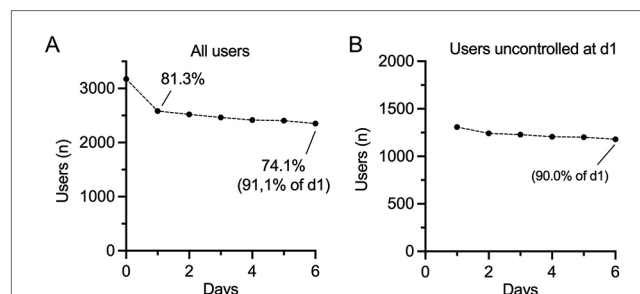 A
All users
3000
2000
1000
0
81.3%
74.1%
(91,1% of d1)
Users (n)
0
2
4
6
Days
B
Users uncontrolled at d1
2000
1500
1250
1000
500
0
(90.0% of d1)
Users (n)
0
2
4
6
Days